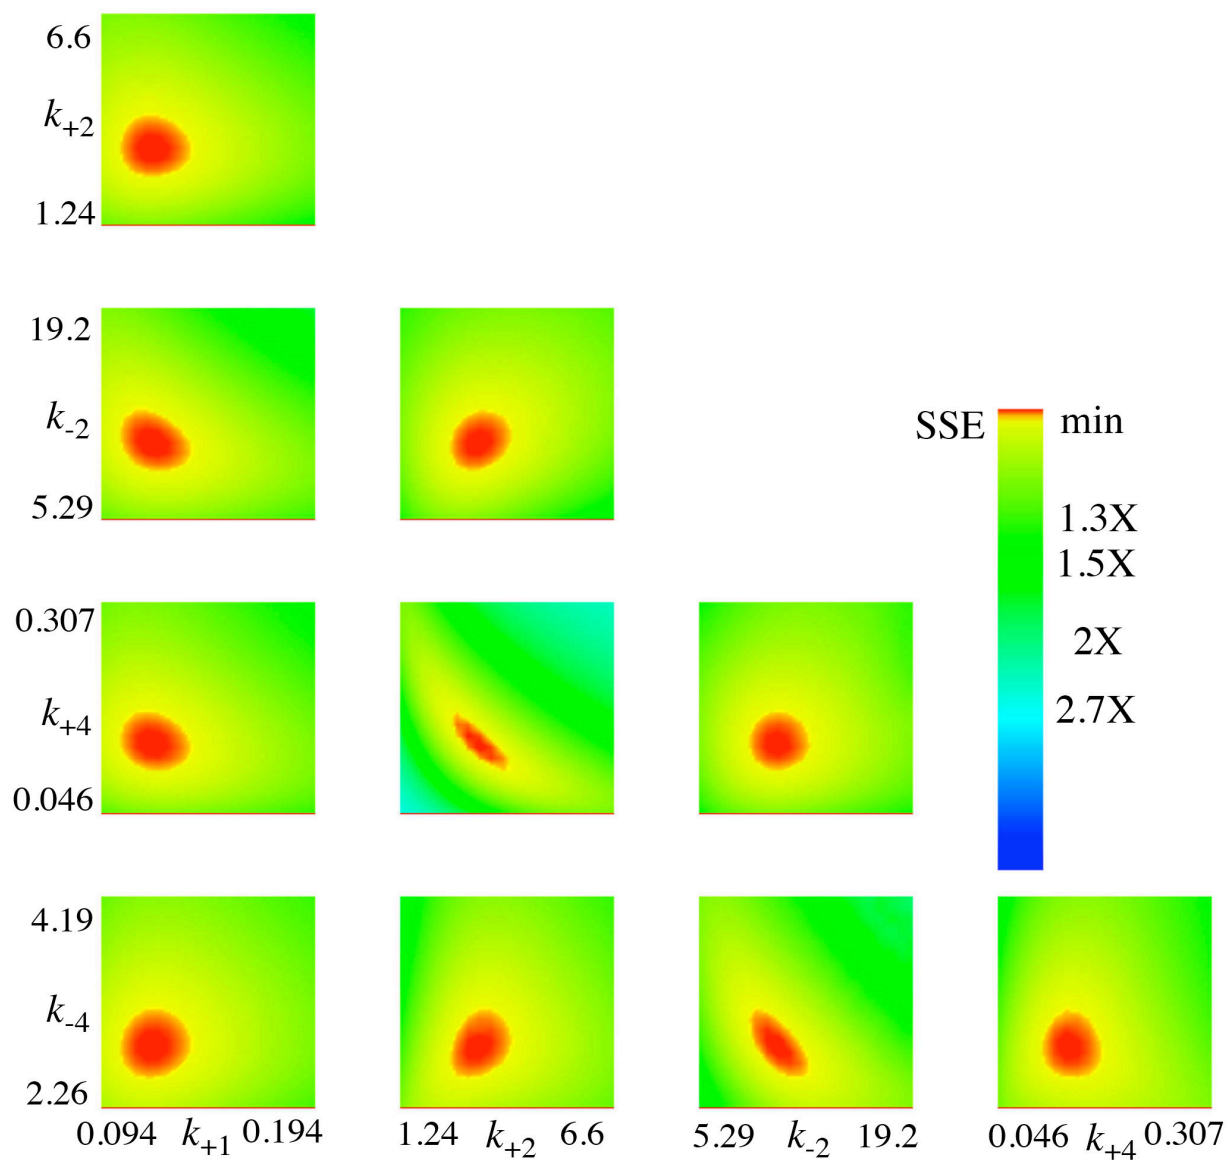 6.6
k+2
1.24
19.2
k-2
5.29
SSE min
1.3X
1.5X
2X
2.7X
0.307
k+4
0.046
4.19
k-4
2.26
0.094 k+1 0.194 1.24 k+2 6.6 5.29 k-2 19.2 0.046 k+4 0.307